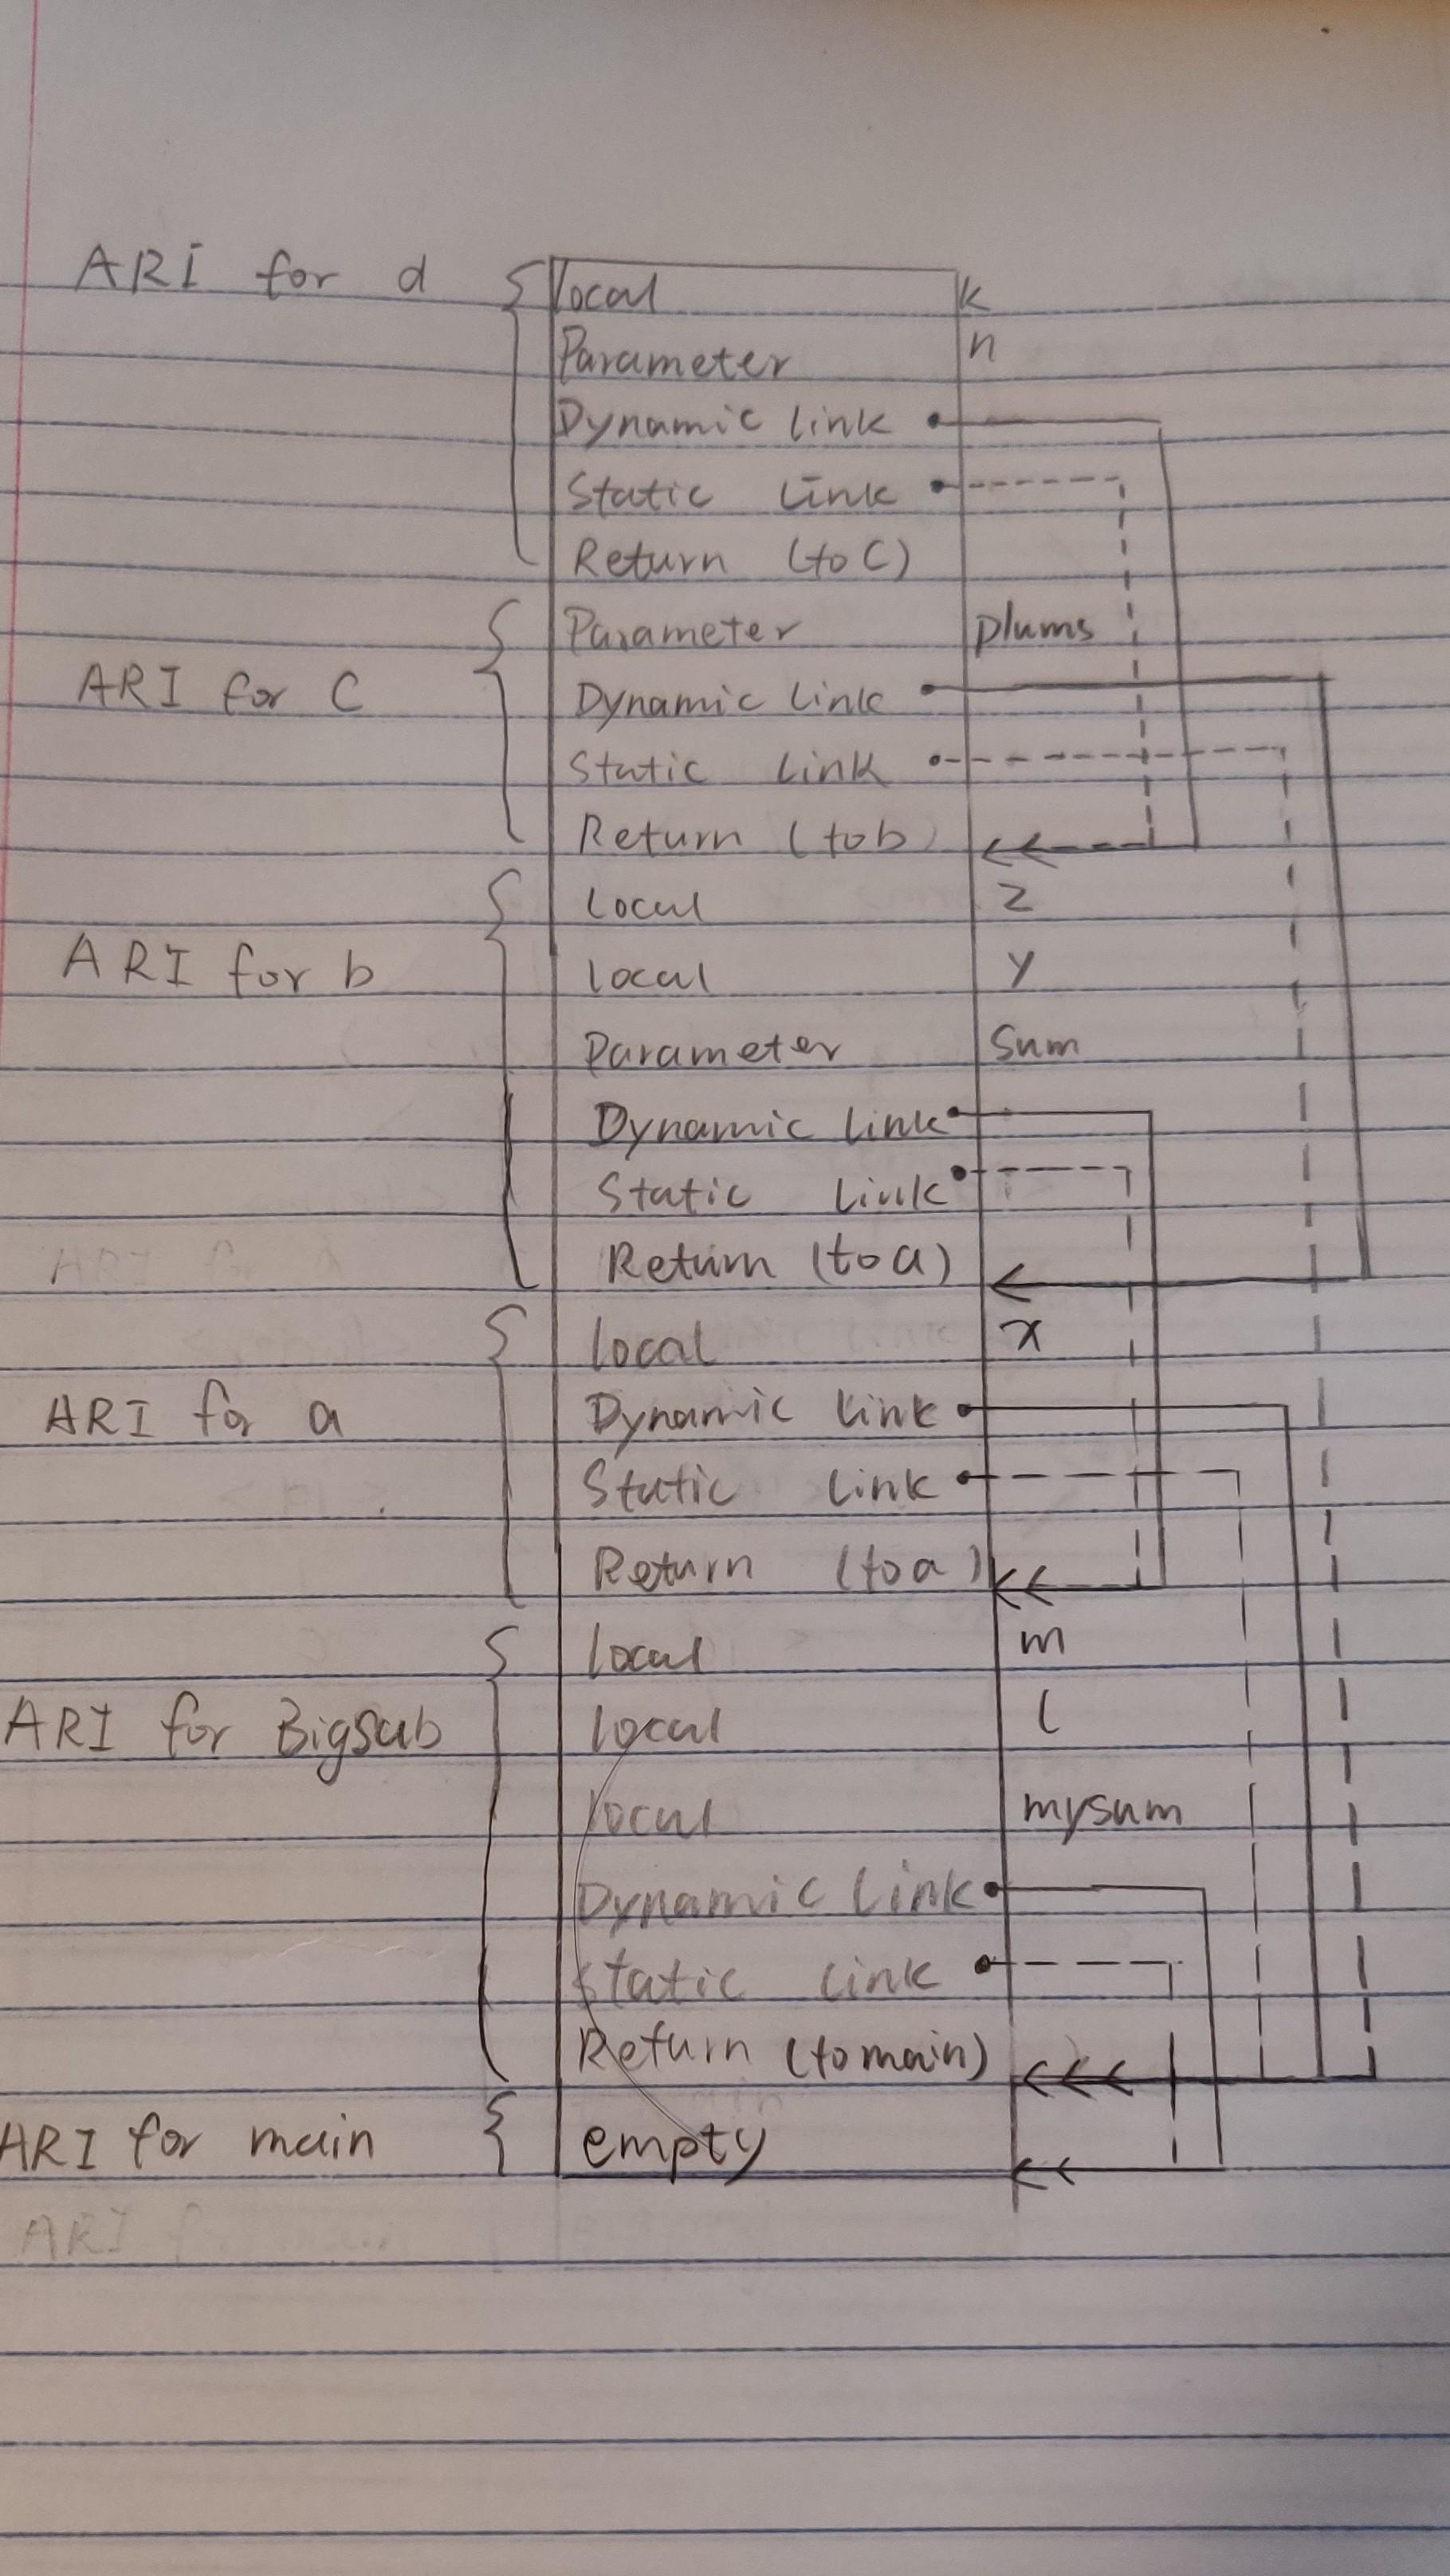 ARI for d Local k
Parameter n
Dynamic link
Static link
Return (to c)
Parameter plums
ARI for c Dynamic link
Static link
Return (to b)
Local z
ARI for b Local y
Parameter sum
Dynamic link
Static link
Return (to a)
Local x
ARI for a Dynamic link
Static link
Return (to a)
Local m
ARI for Bigsub Local l
Local mysum
Dynamic Link
Static link
Return (to main)
ARI for main empty